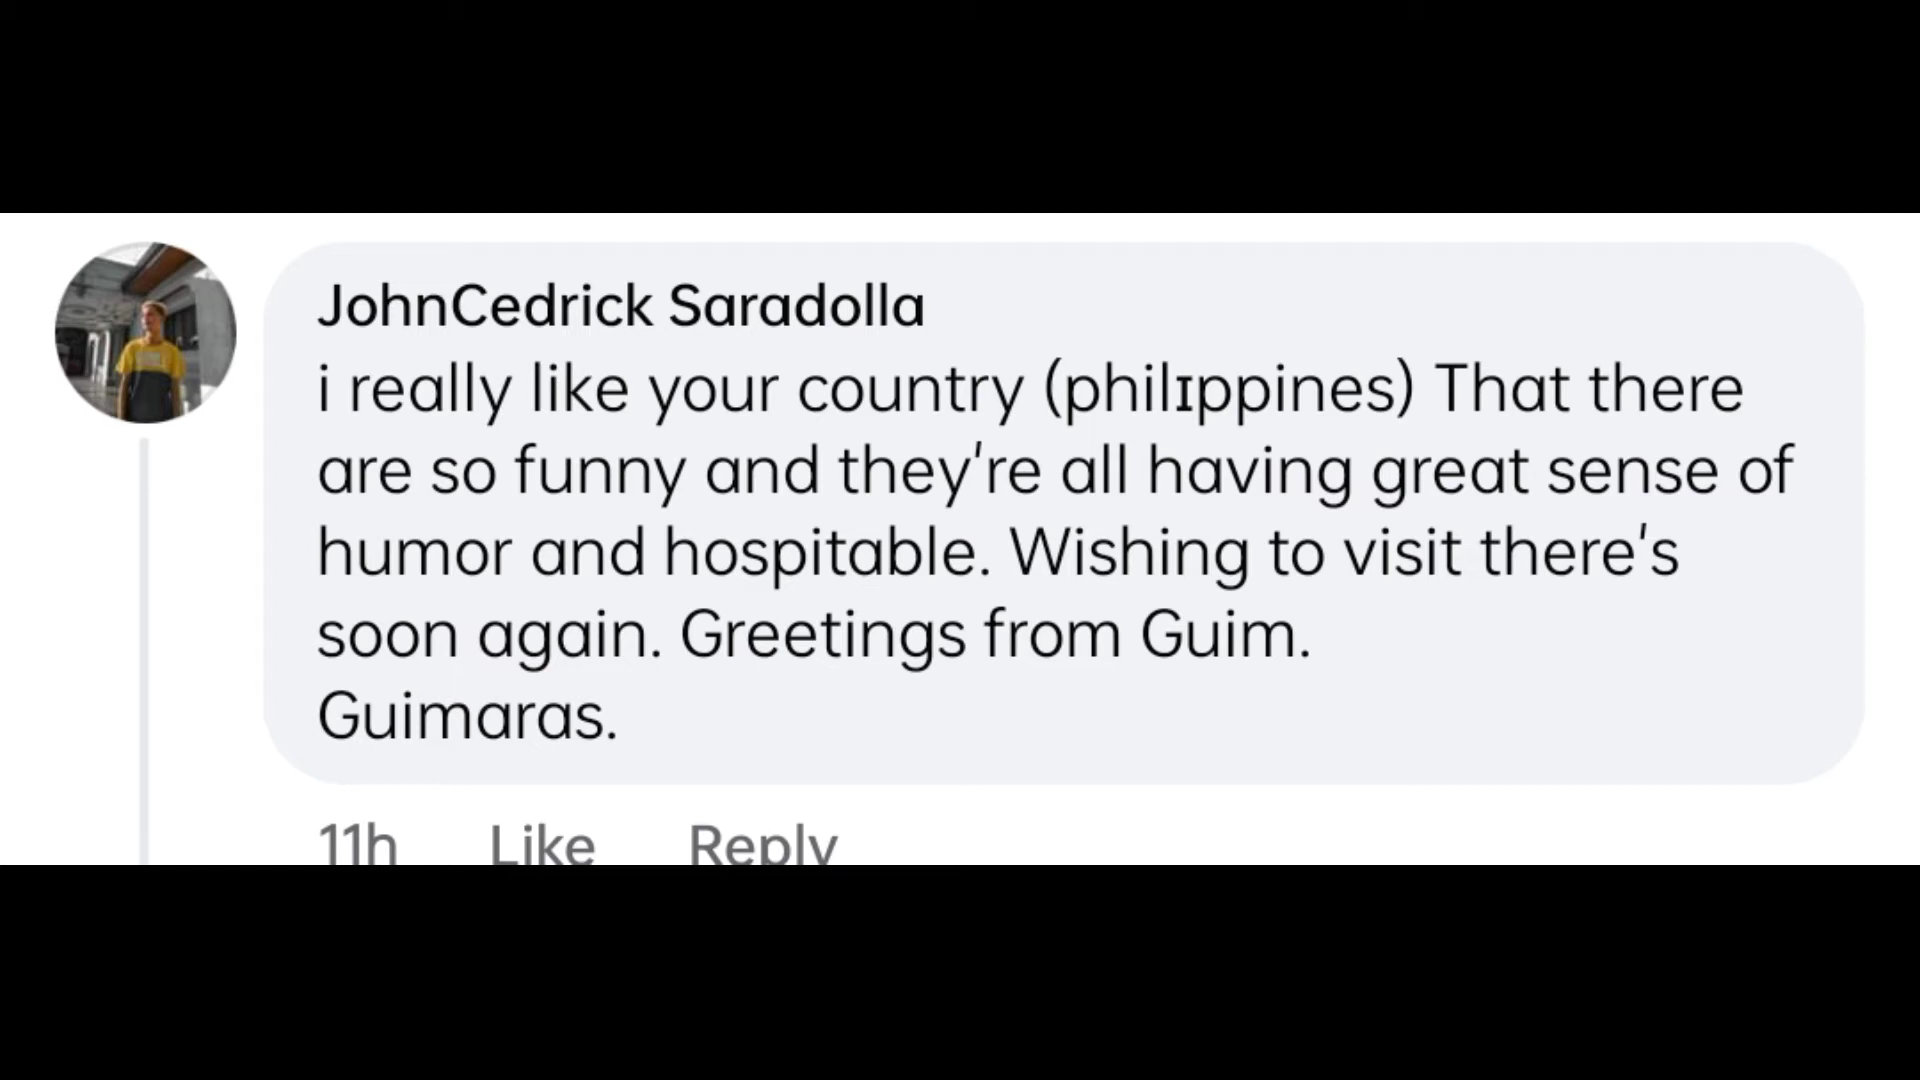 JohnCedrick Saradolla
i really like your country (philɪppines) That there
are so funny and they're all having great sense of
humor and hospitable. Wishing to visit there's
soon again. Greetings from Guim.
Guimaras.
11h Like Reply